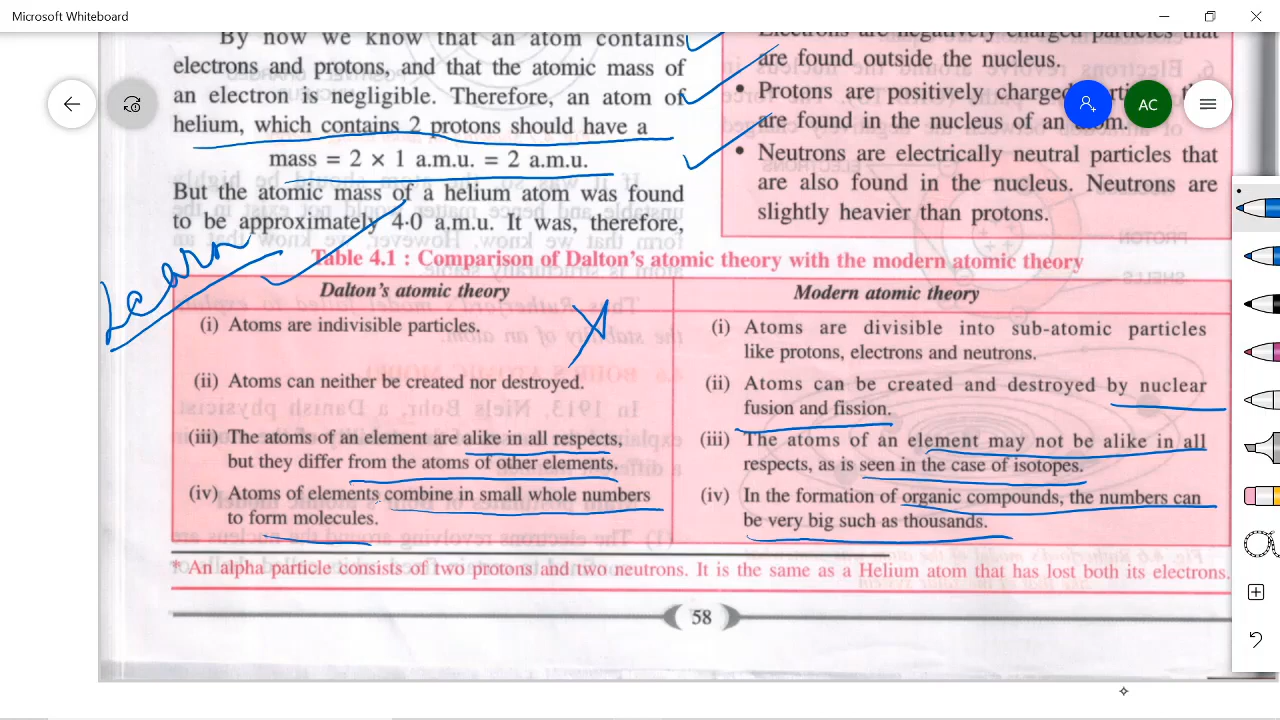 Microsoft Whiteboard
By now we know that an atom contains
electrons and protons, and that the atomic mass of
an electron is negligible. Therefore, an atom of
helium, which contains 2 protons should have a
mass = 2 × 1 a.m.u. = 2 a.m.u.
But the atomic mass of a helium atom was found
to be approximately 4·0 a.m.u. It was, therefore,
Electrons are negatively charged particles that
are found outside the nucleus.
• Protons are positively charged
are found in the nucleus of an atom.
• Neutrons are electrically neutral particles that
are also found in the nucleus. Neutrons are
slightly heavier than protons.
AC
Learn
Table 4.1 : Comparison of Dalton's atomic theory with the modern atomic theory
Dalton's atomic theory
Modern atomic theory
(i) Atoms are indivisible particles.
(i) Atoms are divisible into sub-atomic particles
like protons, electrons and neutrons.
(ii) Atoms can neither be created nor destroyed.
(ii) Atoms can be created and destroyed by nuclear
fusion and fission.
(iii) The atoms of an element are alike in all respects,
but they differ from the atoms of other elements.
(iii) The atoms of an element may not be alike in all
respects, as is seen in the case of isotopes.
(iv) Atoms of elements combine in small whole numbers
to form molecules.
(iv) In the formation of organic compounds, the numbers can
be very big such as thousands.
* An alpha particle consists of two protons and two neutrons. It is the same as a Helium atom that has lost both its electrons.
58